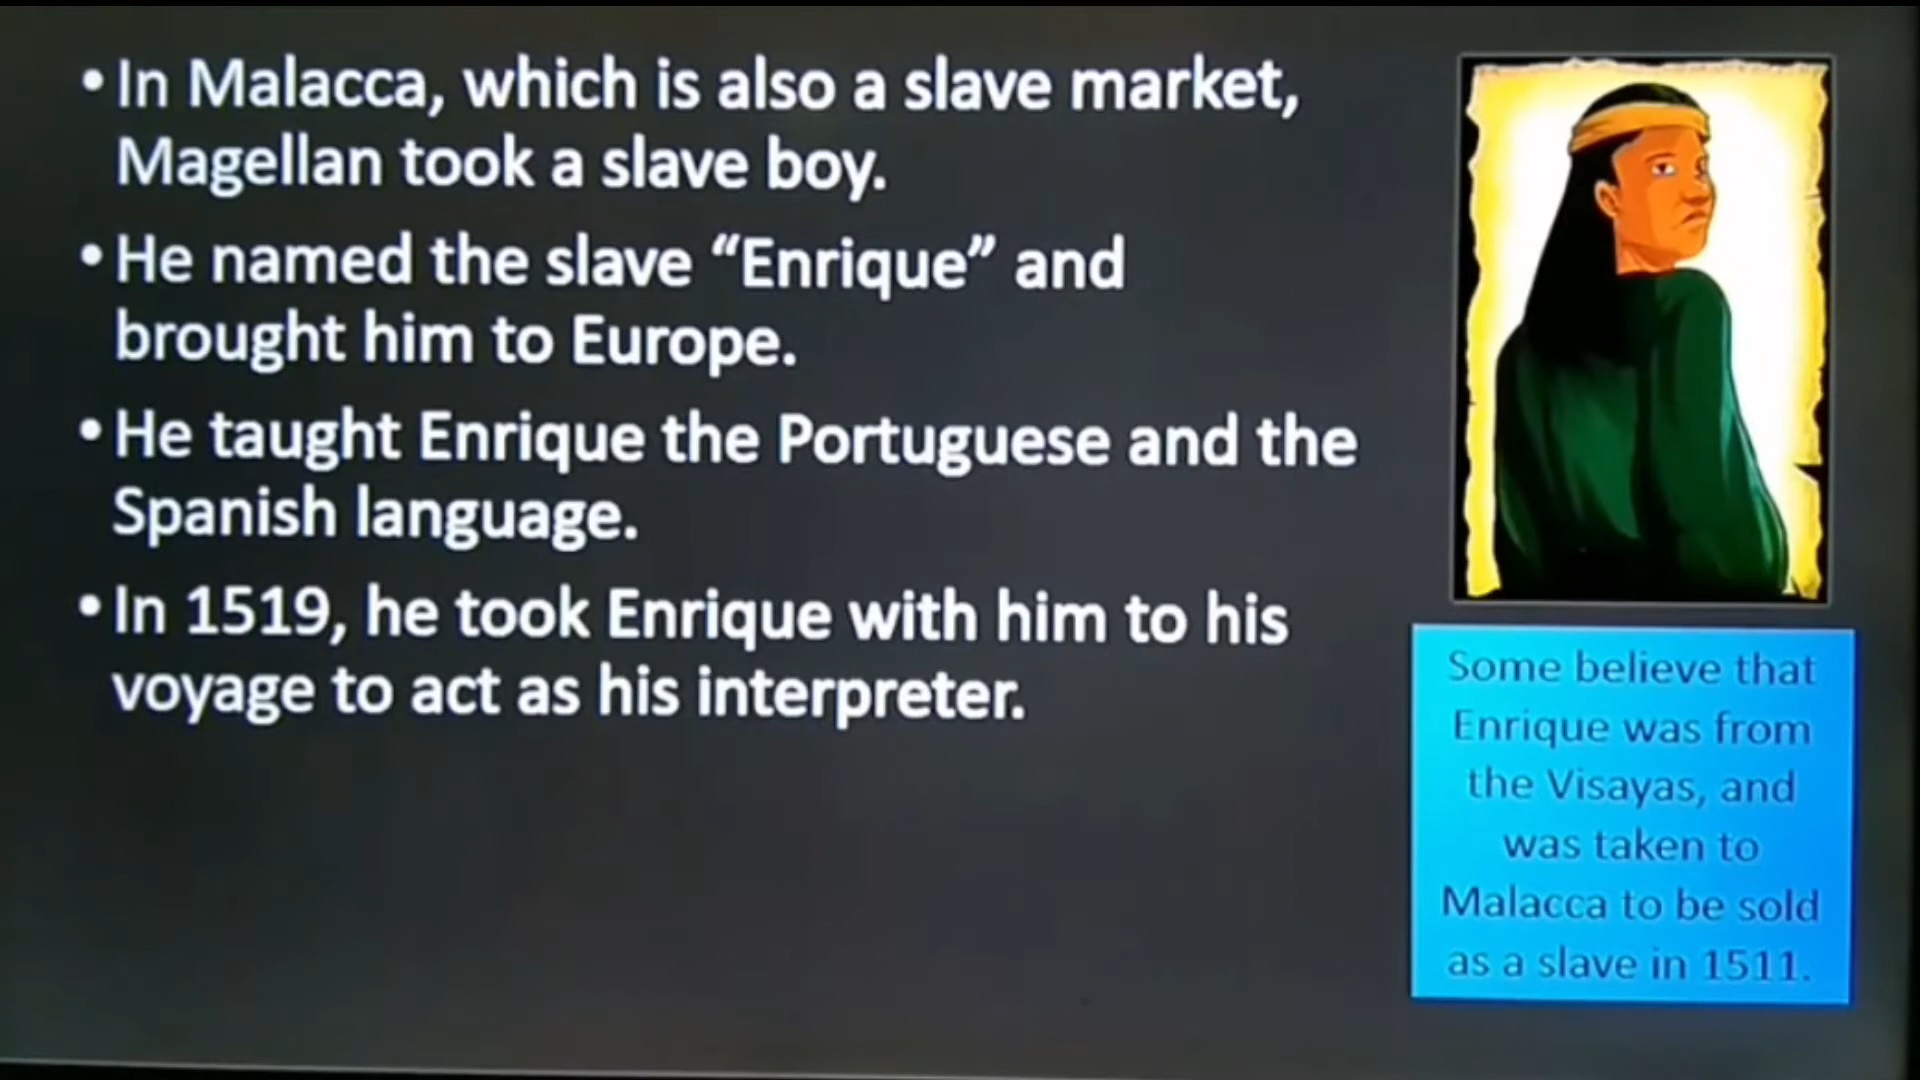 • In Malacca, which is also a slave market,
Magellan took a slave boy.
• He named the slave “Enrique” and
brought him to Europe.
• He taught Enrique the Portuguese and the
Spanish language.
• In 1519, he took Enrique with him to his
voyage to act as his interpreter.
Some believe that
Enrique was from
the Visayas, and
was taken to
Malacca to be sold
as a slave in 1511.